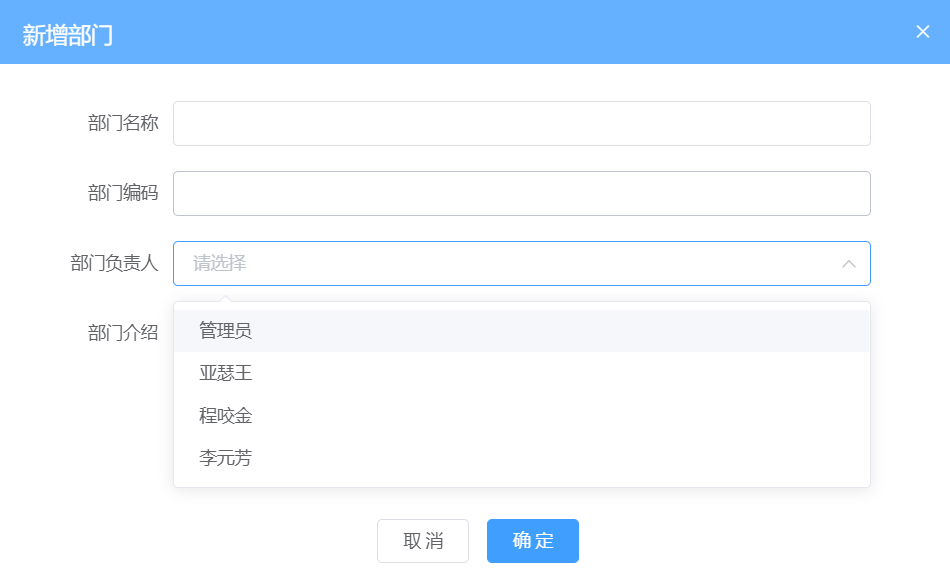 新增部门
部门名称
部门编码
部门负责人 请选择
部门介绍
管理员
亚瑟王
程咬金
李元芳
取消 确定